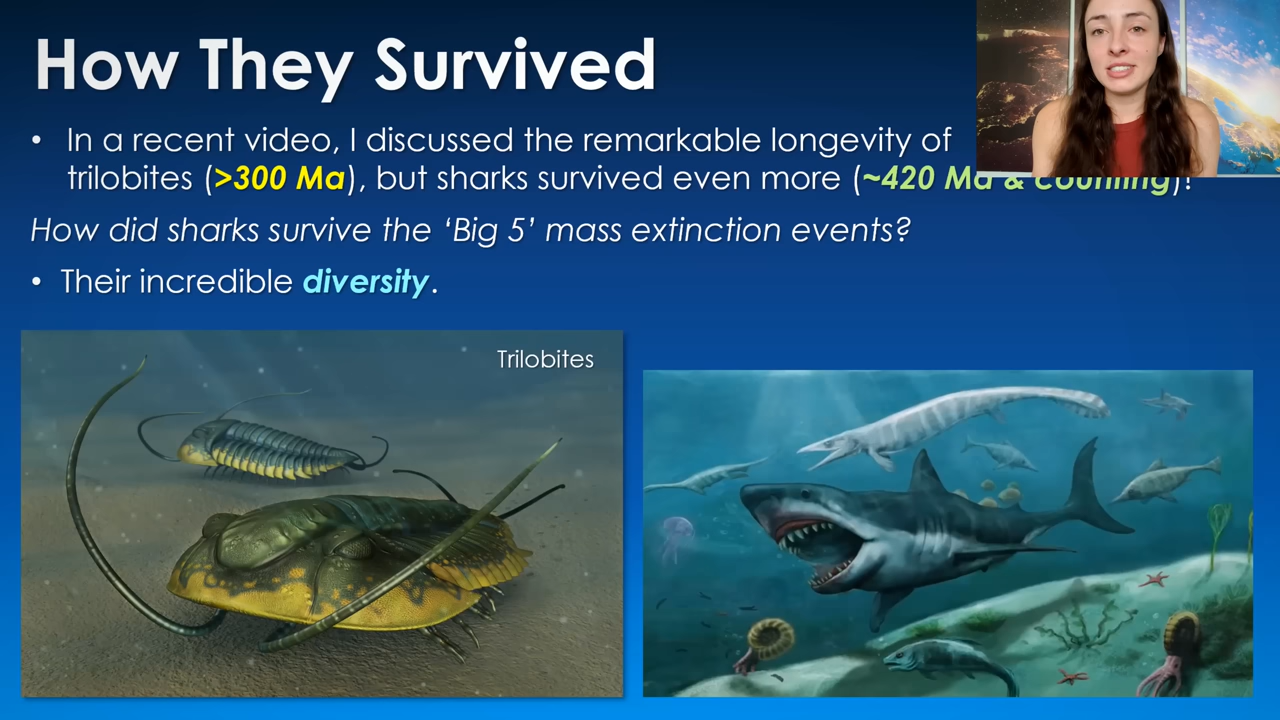 How They Survived
• In a recent video, I discussed the remarkable longevity of
trilobites (>300 Ma), but sharks survived even more (~420 Ma & counting)!
How did sharks survive the ‘Big 5’ mass extinction events?
• Their incredible diversity.
Trilobites